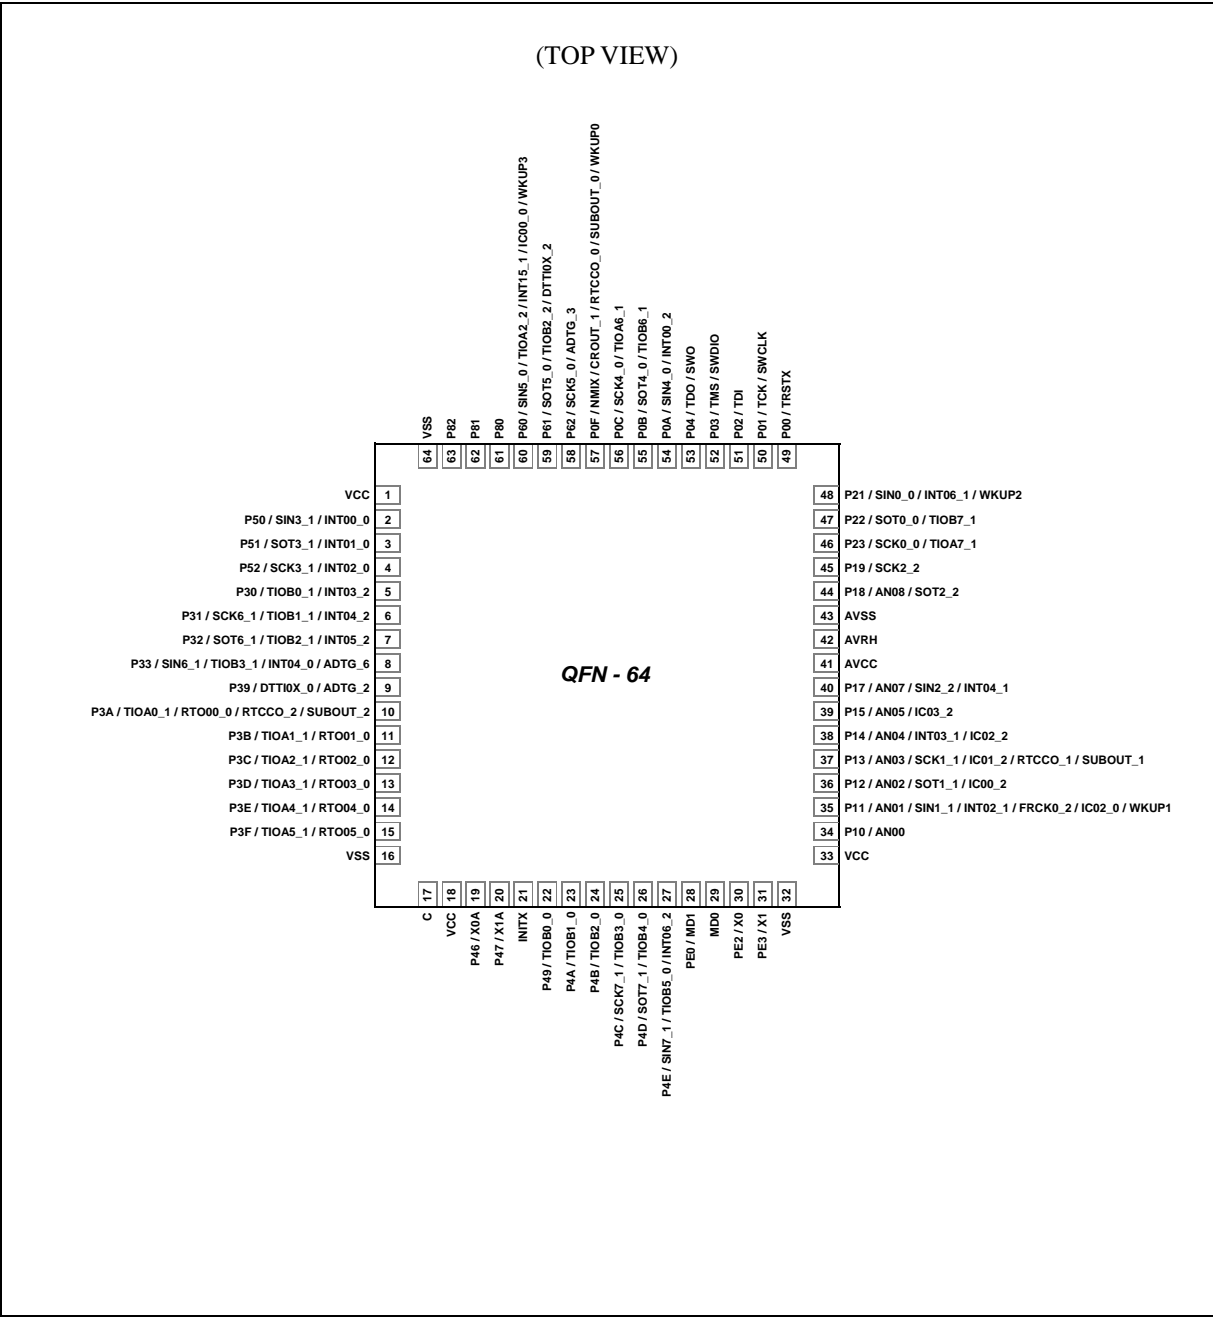 (TOP VIEW)
VSS
P82
P81
P80
P60 / SIN5_0 / TIOA2_2 / INT15_1 / IC00_0 / WKUP3
P61 / SOT5_0 / TIOB2_2 / DTTI0X_2
P62 / SCK5_0 / ADTG_3
P0F / NMIX / CROUT_1 / RTCCO_0 / SUBOUT_0 / WKUP0
P0C / SCK4_0 / TIOA6_1
P0B / SOT4_0 / TIOB6_1
P0A / SIN4_0 / INT00_2
P04 / TDO / SWO
P03 / TMS / SWDIO
P02 / TDI
P01 / TCK / SWCLK
P00 / TRSTX
64 63 62 61 60 59 58 57 56 55 54 53 52 51 50 49
VCC 1
P50 / SIN3_1 / INT00_0 2
P51 / SOT3_1 / INT01_0 3
P52 / SCK3_1 / INT02_0 4
P30 / TIOB0_1 / INT03_2 5
P31 / SCK6_1 / TIOB1_1 / INT04_2 6
P32 / SOT6_1 / TIOB2_1 / INT05_2 7
P33 / SIN6_1 / TIOB3_1 / INT04_0 / ADTG_6 8
P39 / DTTI0X_0 / ADTG_2 9
P3A / TIOA0_1 / RTO00_0 / RTCCO_2 / SUBOUT_2 10
P3B / TIOA1_1 / RTO01_0 11
P3C / TIOA2_1 / RTO02_0 12
P3D / TIOA3_1 / RTO03_0 13
P3E / TIOA4_1 / RTO04_0 14
P3F / TIOA5_1 / RTO05_0 15
VSS 16
QFN - 64
48 P21 / SIN0_0 / INT06_1 / WKUP2
47 P22 / SOT0_0 / TIOB7_1
46 P23 / SCK0_0 / TIOA7_1
45 P19 / SCK2_2
44 P18 / AN08 / SOT2_2
43 AVSS
42 AVRH
41 AVCC
40 P17 / AN07 / SIN2_2 / INT04_1
39 P15 / AN05 / IC03_2
38 P14 / AN04 / INT03_1 / IC02_2
37 P13 / AN03 / SCK1_1 / IC01_2 / RTCCO_1 / SUBOUT_1
36 P12 / AN02 / SOT1_1 / IC00_2
35 P11 / AN01 / SIN1_1 / INT02_1 / FRCK0_2 / IC02_0 / WKUP1
34 P10 / AN00
33 VCC
17 18 19 20 21 22 23 24 25 26 27 28 29 30 31 32
C
VCC
P46 / X0A
P47 / X1A
INITX
P49 / TIOB0_0
P4A / TIOB1_0
P4B / TIOB2_0
P4C / SCK7_1 / TIOB3_0
P4D / SOT7_1 / TIOB4_0
P4E / SIN7_1 / TIOB5_0 / INT06_2
PE0 / MD1
MD0
PE2 / X0
PE3 / X1
VSS